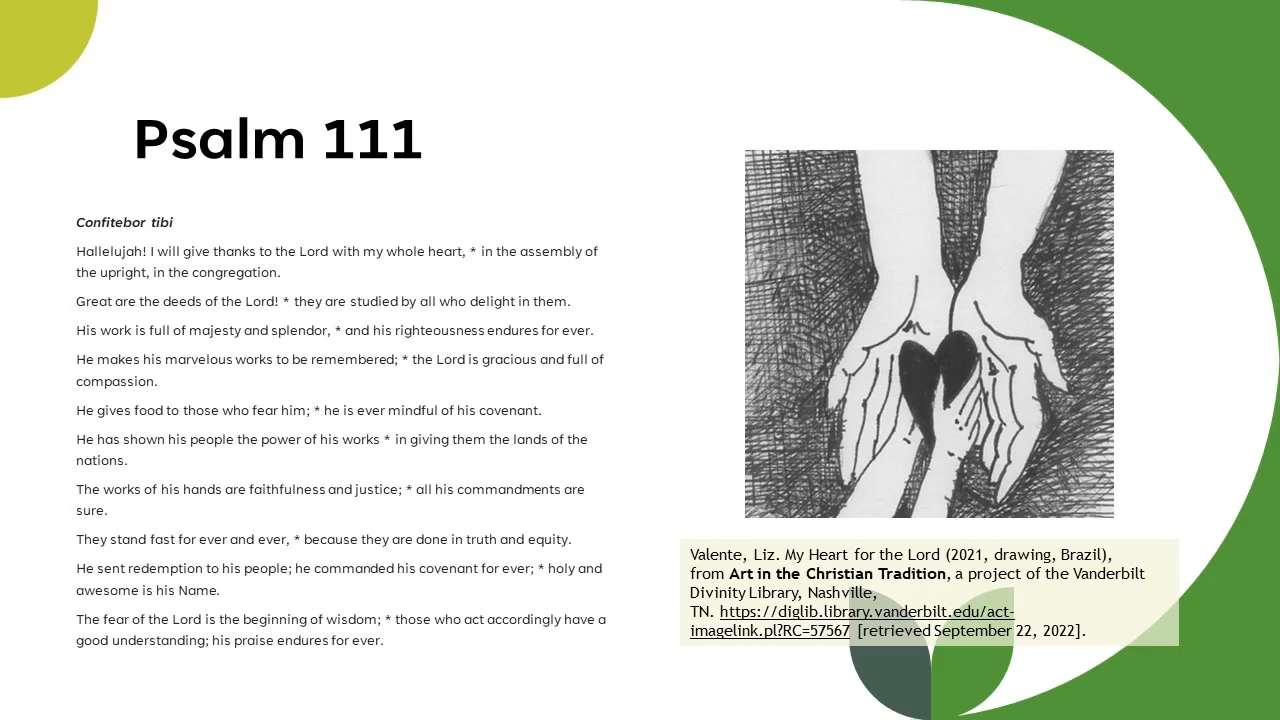 Psalm 111
Confitebor tibi
Hallelujah! I will give thanks to the Lord with my whole heart, * in the assembly of
the upright, in the congregation.
Great are the deeds of the Lord! * they are studied by all who delight in them.
His work is full of majesty and splendor, * and his righteousness endures for ever.
He makes his marvelous works to be remembered; * the Lord is gracious and full of
compassion.
He gives food to those who fear him; * he is ever mindful of his covenant.
He has shown his people the power of his works * in giving them the lands of the
nations.
The works of his hands are faithfulness and justice; * all his commandments are
sure.
They stand fast for ever and ever, * because they are done in truth and equity.
He sent redemption to his people; he commanded his covenant for ever; * holy and
awesome is his Name.
The fear of the Lord is the beginning of wisdom; * those who act accordingly have a
good understanding; his praise endures for ever.
Valente, Liz. My Heart for the Lord (2021, drawing, Brazil),
from Art in the Christian Tradition, a project of the Vanderbilt
Divinity Library, Nashville,
TN. https://diglib.library.vanderbilt.edu/act-
imagelink.pl?RC=57567 [retrieved September 22, 2022].